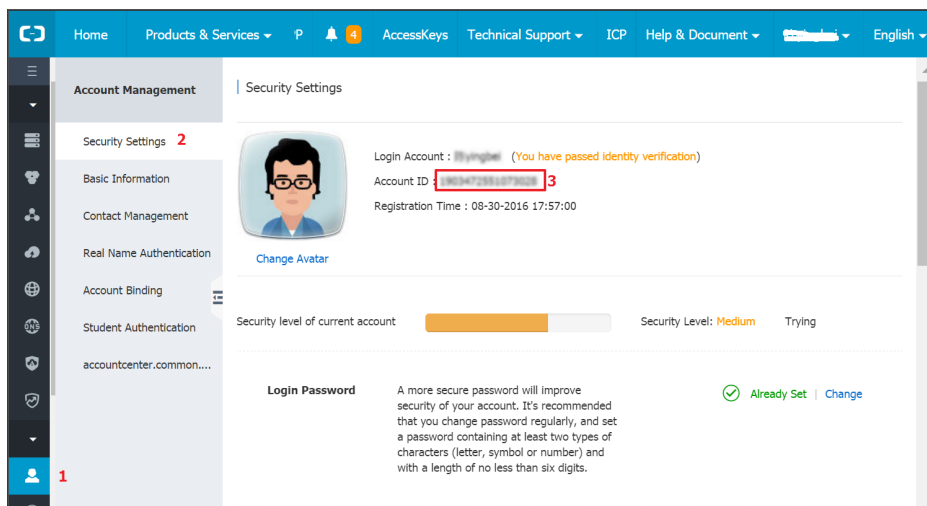 Home Products & Services P 4 AccessKeys Technical Support ICP Help & Document English
Account Management
Security Settings 2
Basic Information
Contact Management
Real Name Authentication
Account Binding
Student Authentication
accountcenter.common....
DNS
1
Security Settings
Login Account : (You have passed identity verification)
Account ID : 3
Registration Time : 08-30-2016 17:57:00
Change Avatar
Security level of current account Security Level: Medium Trying
Login Password
A more secure password will improve
security of your account. It's recommended
that you change password regularly, and set
a password containing at least two types of
characters (letter, symbol or number) and
with a length of no less than six digits.
Already Set | Change